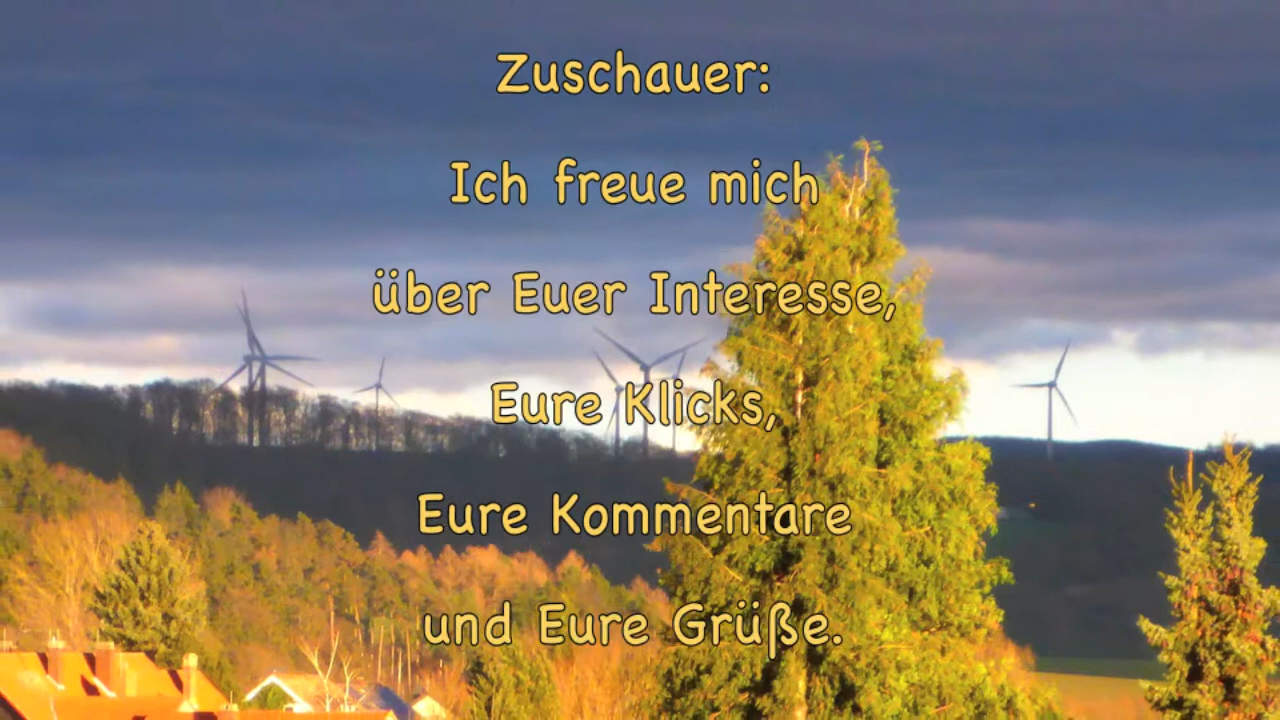 Zuschauer:
Ich freue mich
über Euer Interesse,
Eure Klicks,
Eure Kommentare
und Eure Grüße.